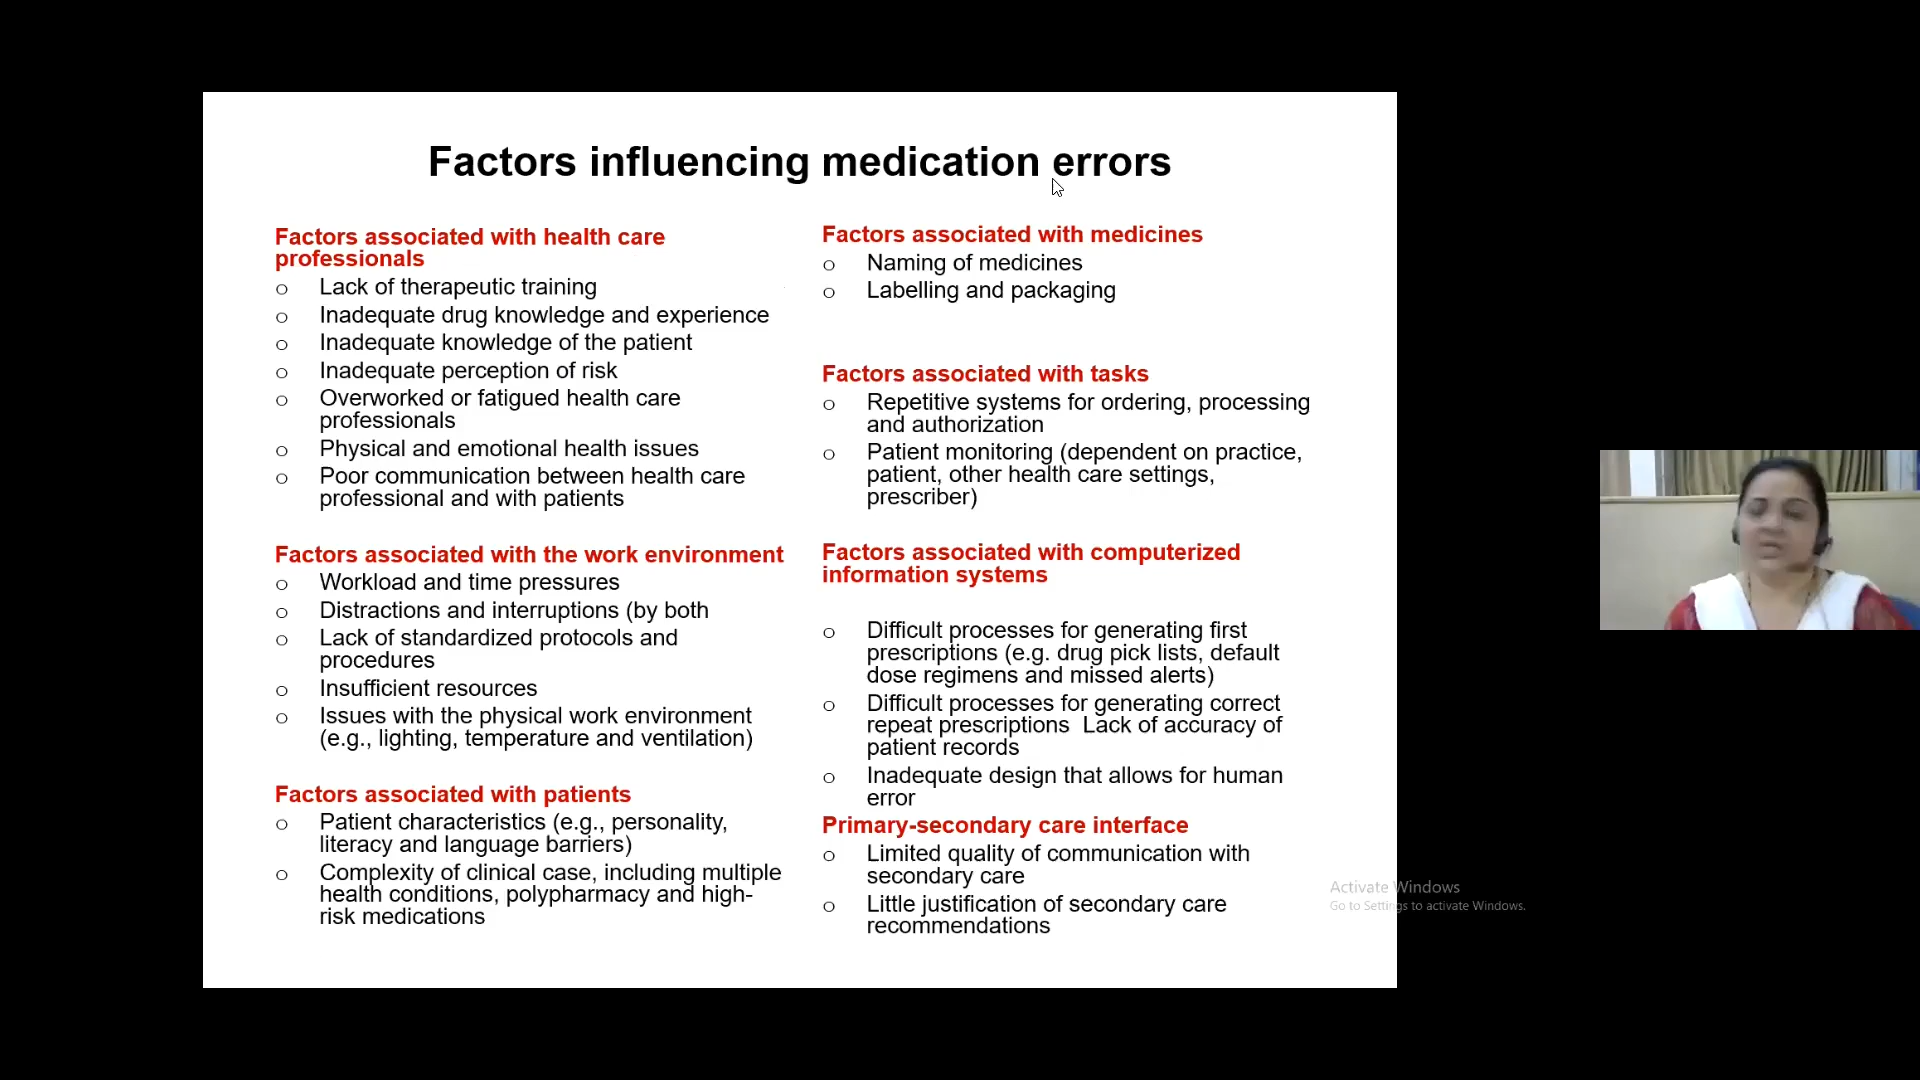 Factors influencing medication errors
Factors associated with health care
professionals
o Lack of therapeutic training
o Inadequate drug knowledge and experience
o Inadequate knowledge of the patient
o Inadequate perception of risk
o Overworked or fatigued health care
professionals
o Physical and emotional health issues
o Poor communication between health care
professional and with patients
Factors associated with the work environment
o Workload and time pressures
o Distractions and interruptions (by both
o Lack of standardized protocols and
procedures
o Insufficient resources
o Issues with the physical work environment
(e.g., lighting, temperature and ventilation)
Factors associated with patients
o Patient characteristics (e.g., personality,
literacy and language barriers)
o Complexity of clinical case, including multiple
health conditions, polypharmacy and high-
risk medications
Factors associated with medicines
o Naming of medicines
o Labelling and packaging
Factors associated with tasks
o Repetitive systems for ordering, processing
and authorization
o Patient monitoring (dependent on practice,
patient, other health care settings,
prescriber)
Factors associated with computerized
information systems
o Difficult processes for generating first
prescriptions (e.g. drug pick lists, default
dose regimens and missed alerts)
o Difficult processes for generating correct
repeat prescriptions  Lack of accuracy of
patient records
o Inadequate design that allows for human
error
Primary-secondary care interface
o Limited quality of communication with
secondary care
o Little justification of secondary care
recommendations
Activate Windows
Go to Settings to activate Windows.